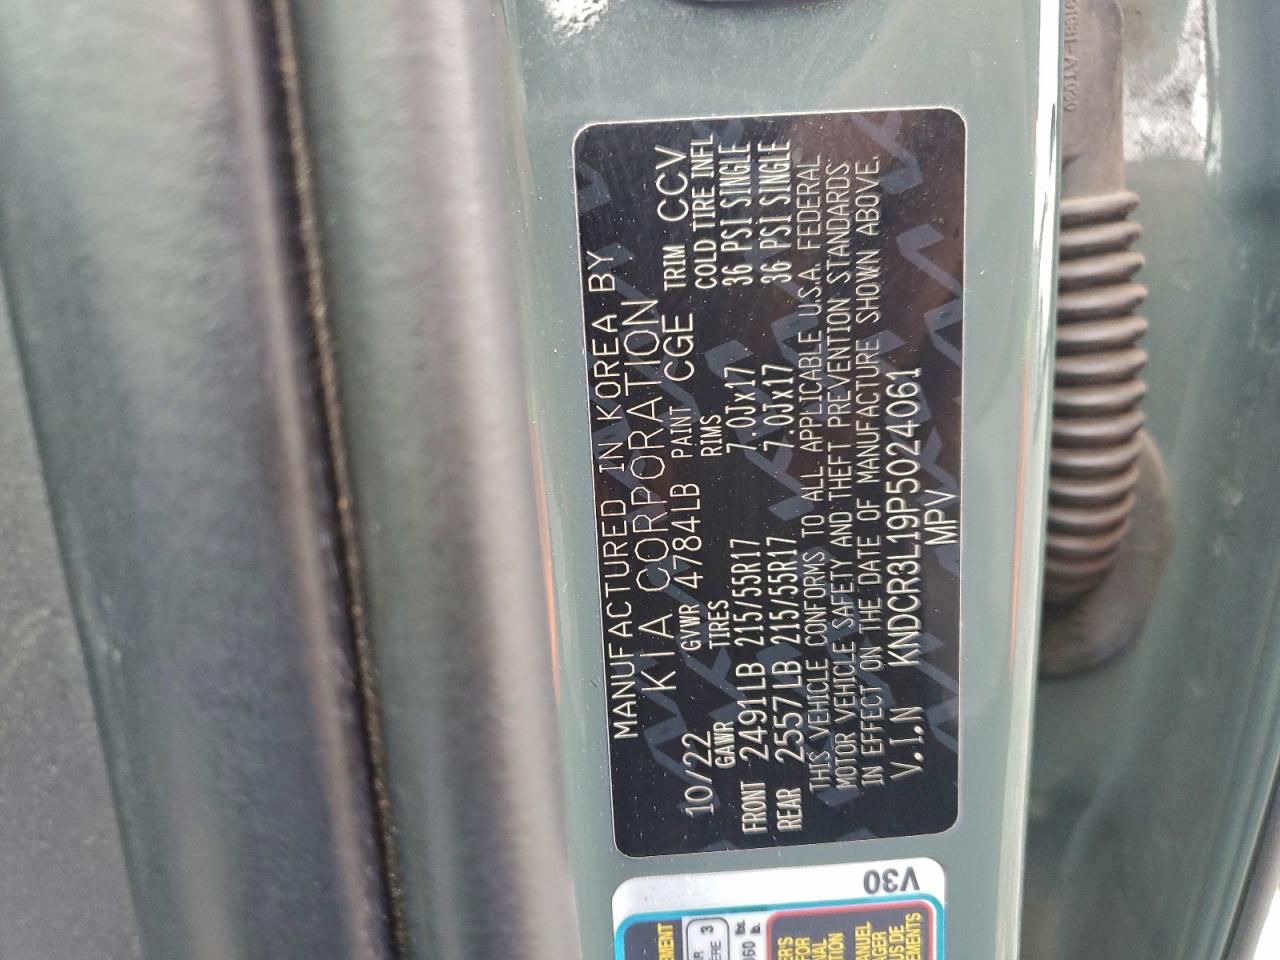 MANUFACTURED IN KOREA BY
KIA CORPORATION
10/22 GVWR 4784LB PAINT CGE TRIM CCV
GAWR TIRES RIMS COLD TIRE INFL
FRONT 2491LB 215/55R17 7.0Jx17 36 PSI SINGLE
REAR 2557LB 215/55R17 7.0Jx17 36 PSI SINGLE
THIS VEHICLE CONFORMS TO ALL APPLICABLE U.S.A. FEDERAL
MOTOR VEHICLE SAFETY AND THEFT PREVENTION STANDARDS
IN EFFECT ON THE DATE OF MANUFACTURE SHOWN ABOVE.
V.I.N KNDCR3L19P5024061
MPV
V30